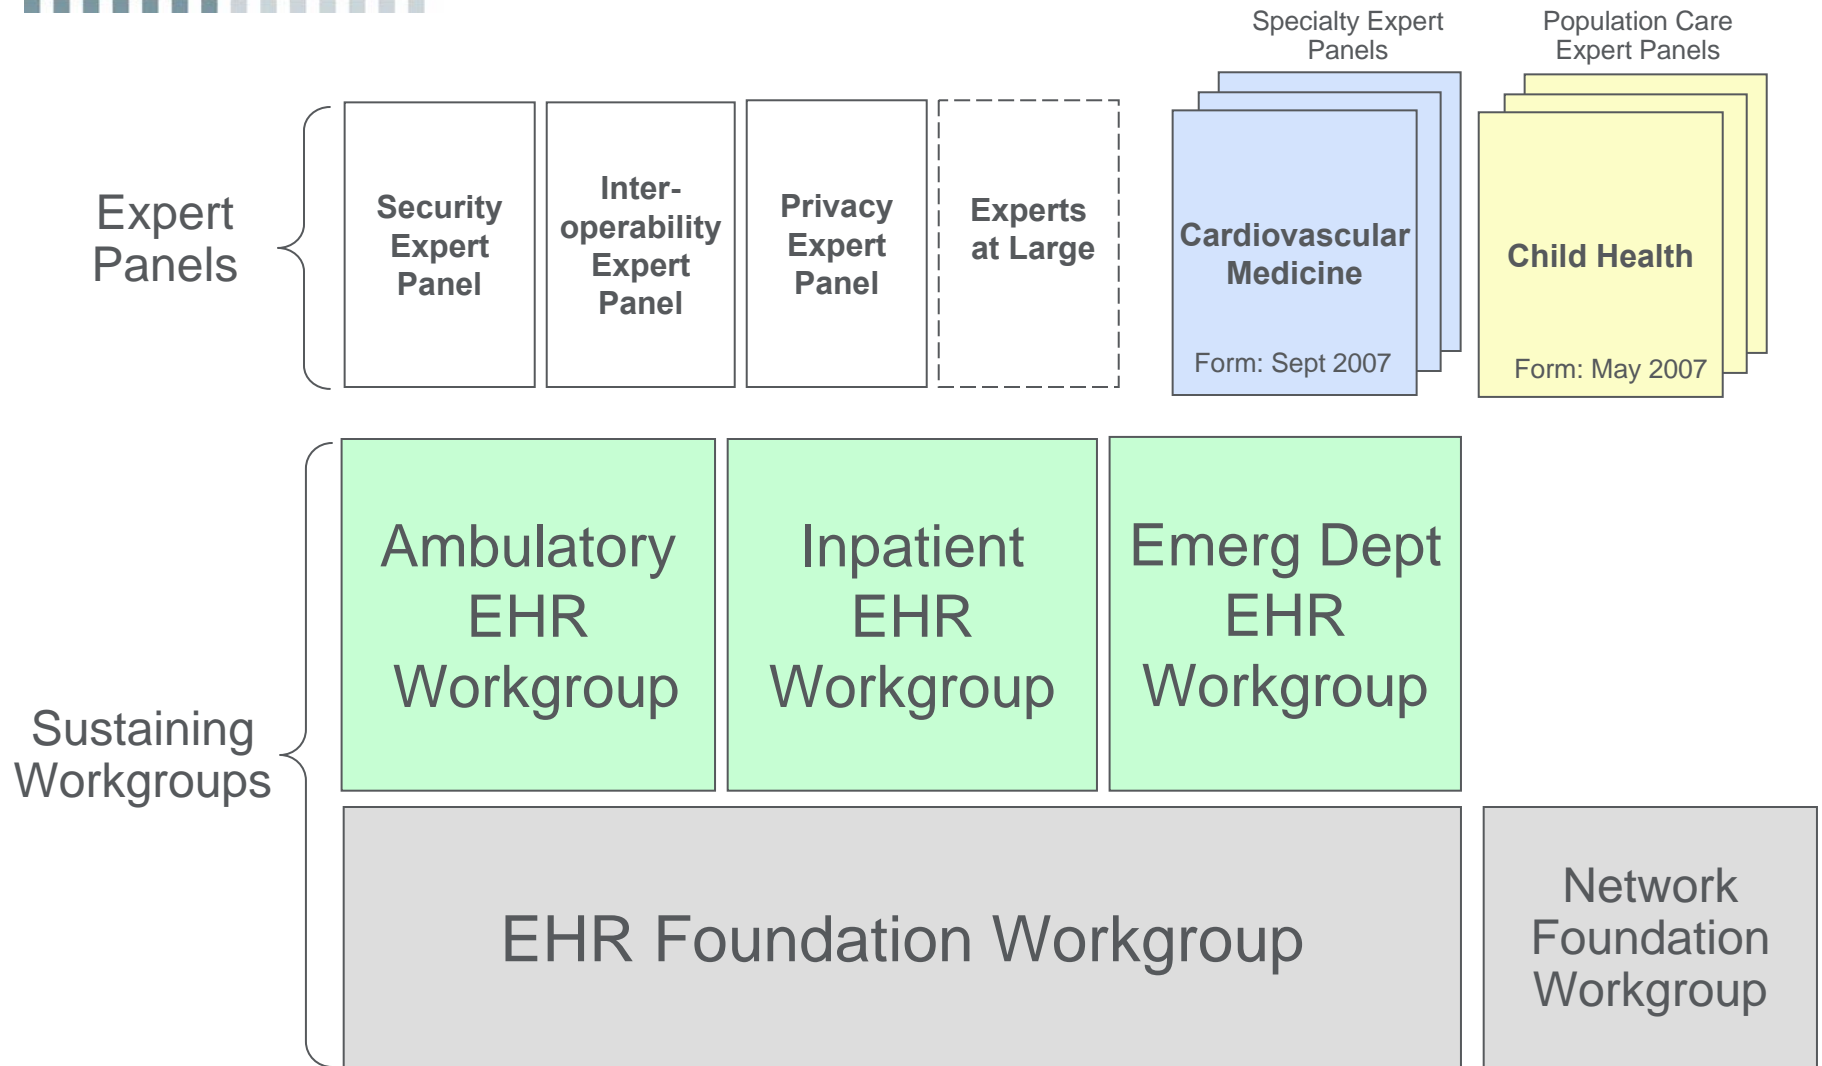 Specialty Expert
Panels
Population Care
Expert Panels
Expert
Panels
Security
Expert
Panel
Inter-
operability
Expert
Panel
Privacy
Expert
Panel
Experts
at Large
Cardiovascular
Medicine
Form: Sept 2007
Child Health
Form: May 2007
Sustaining
Workgroups
Ambulatory
EHR
Workgroup
Inpatient
EHR
Workgroup
Emerg Dept
EHR
Workgroup
EHR Foundation Workgroup
Network
Foundation
Workgroup